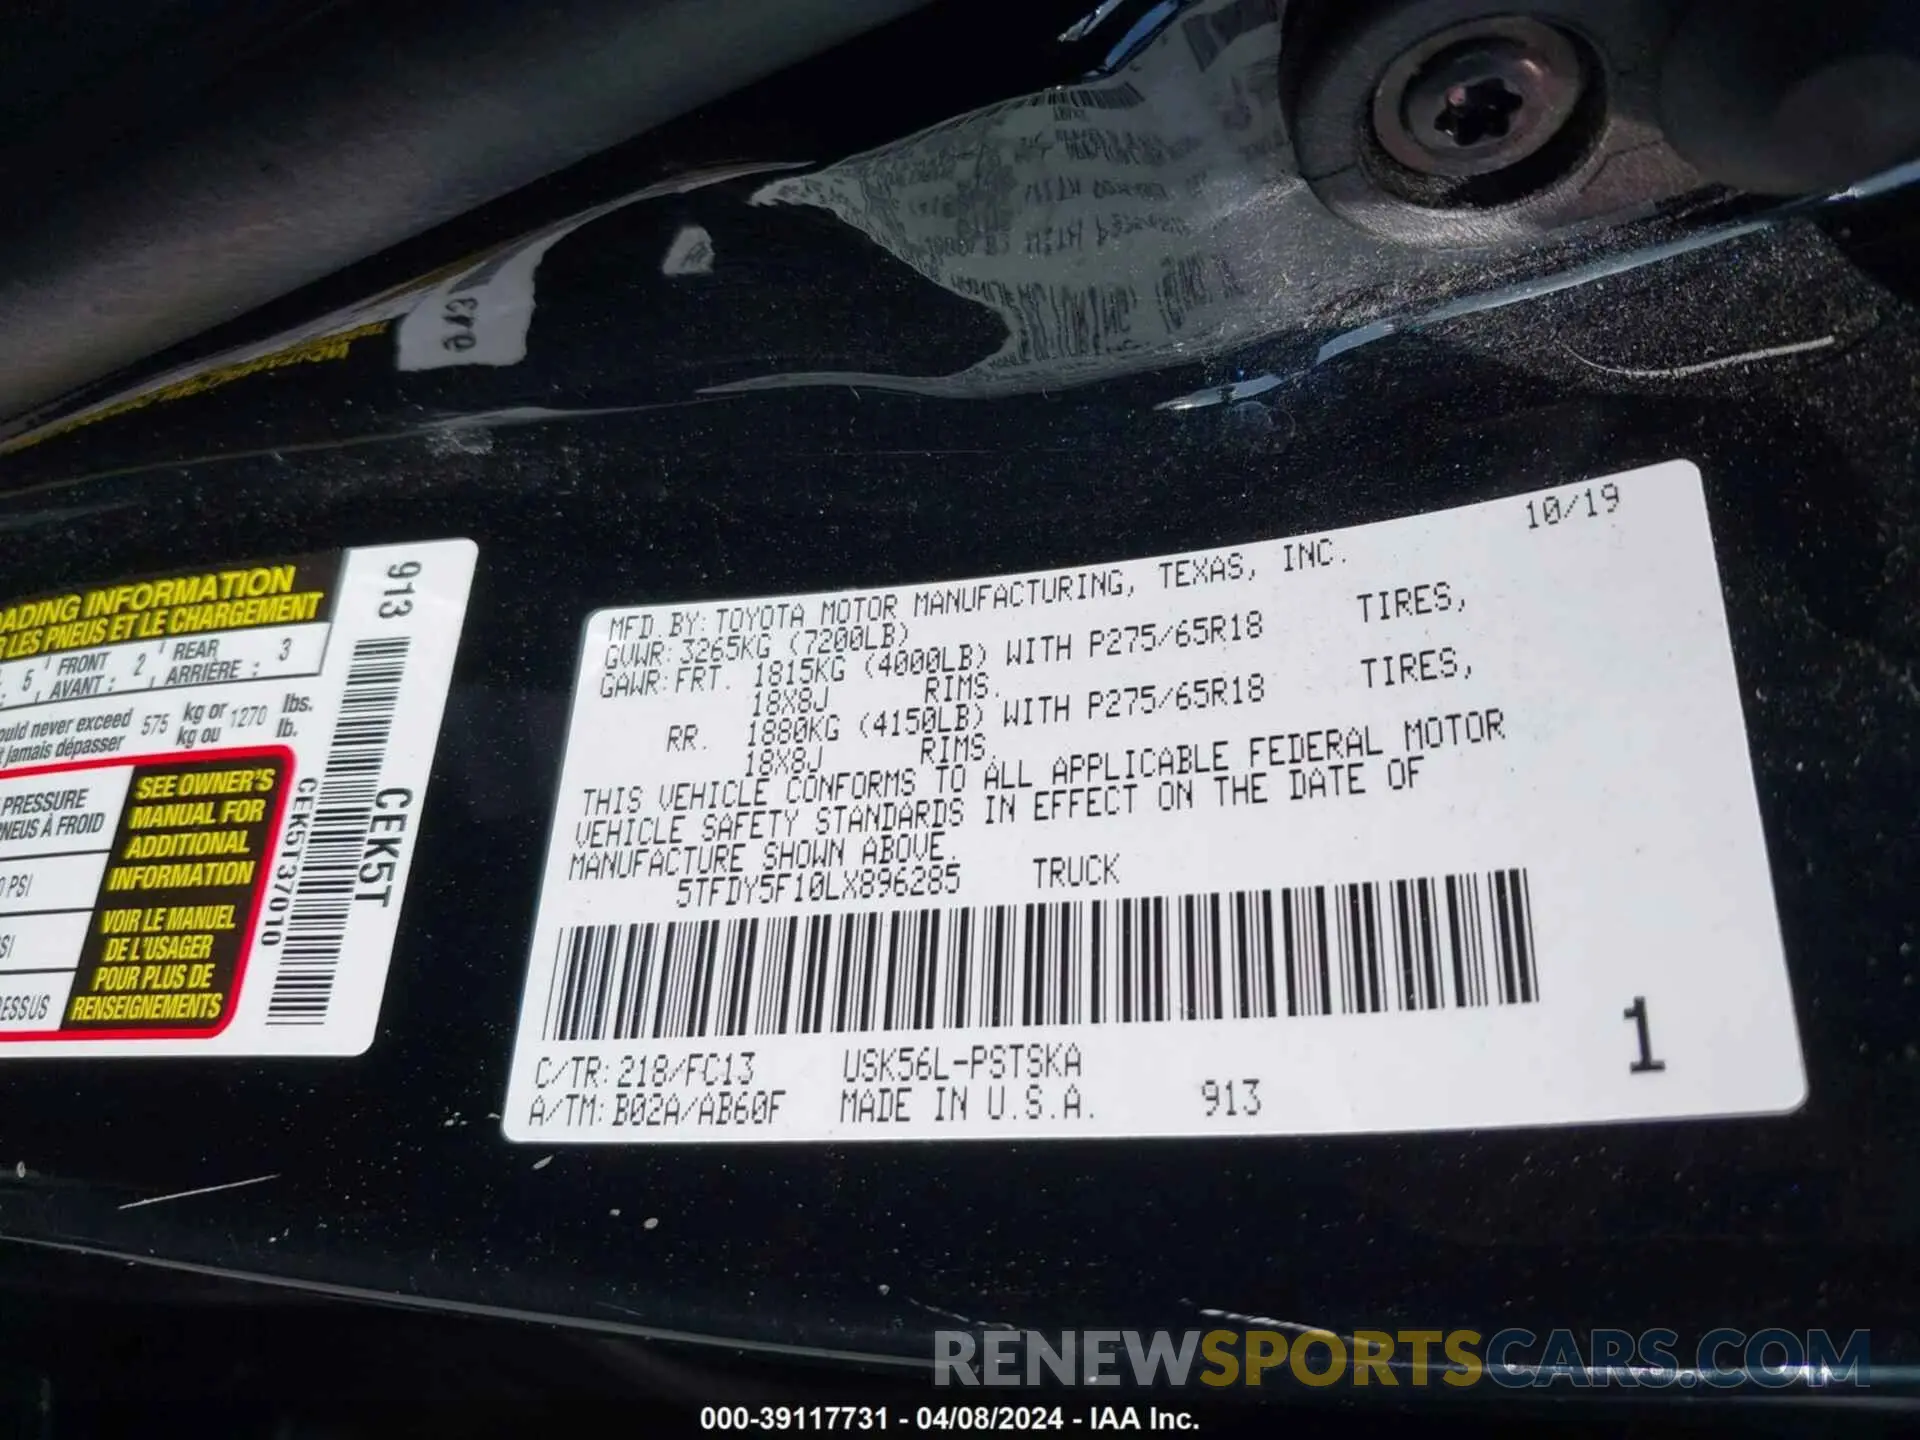 10/19
MFD. BY: TOYOTA MOTOR MANUFACTURING, TEXAS, INC.
GVWR: 3265KG (7200LB)
GAWR: FRT. 1815KG (4000LB) WITH P275/65R18 TIRES,
18X8J RIMS.
RR. 1880KG (4150LB) WITH P275/65R18 TIRES,
18X8J RIMS.
THIS VEHICLE CONFORMS TO ALL APPLICABLE FEDERAL MOTOR
VEHICLE SAFETY STANDARDS IN EFFECT ON THE DATE OF
MANUFACTURE SHOWN ABOVE.
5TFDY5F10LX896285 TRUCK
C/TR: 218/FC13 USK56L-PSTSKA
A/TM: B02A/AB60F MADE IN U.S.A. 913
1
ADING INFORMATION
LES PNEUS ET LE CHARGEMENT
5 FRONT 2 REAR 3
AVANT : ARRIÈRE :
ould never exceed 575 kg or 1270 lbs.
jamais dépasser kg ou lb.
PRESSURE
NEUS À FROID
PSI
SI
ESSUS
SEE OWNER'S
MANUAL FOR
ADDITIONAL
INFORMATION
VOIR LE MANUEL
DE L'USAGER
POUR PLUS DE
RENSEIGNEMENTS
913
CEK5T
CEK5T37010
RENEWSPORTSCARS.COM
000-39117731 - 04/08/2024 - IAA Inc.